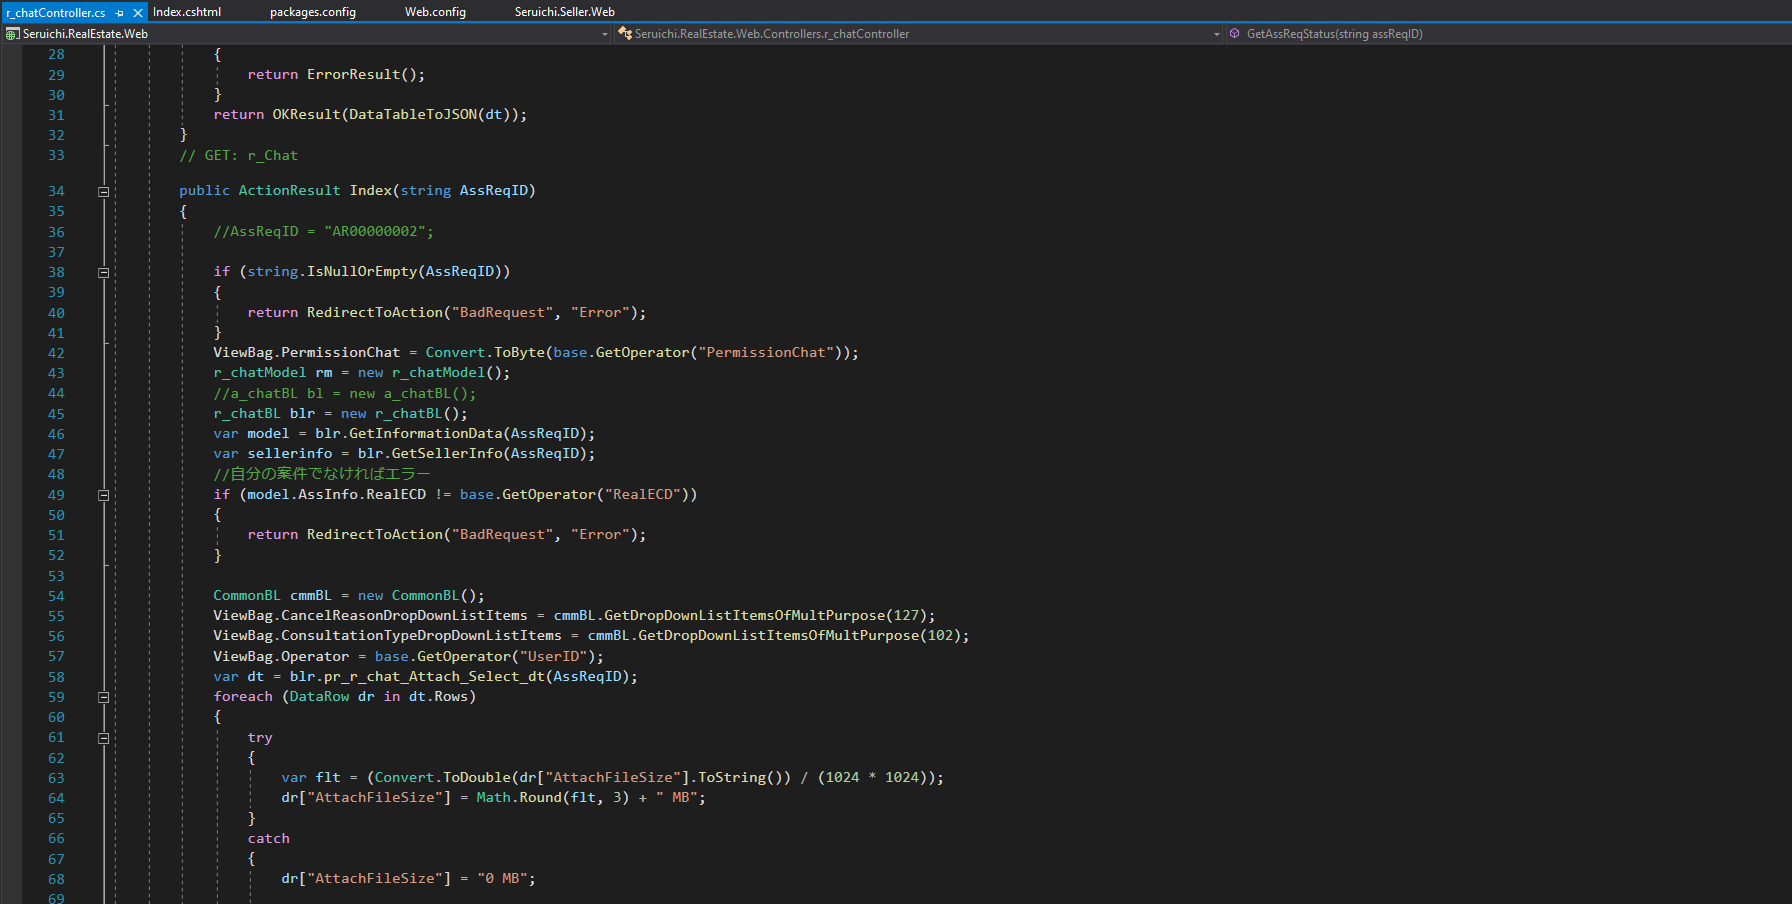 r_chatController.cs Index.cshtml packages.config Web.config Seruichi.Seller.Web
Seruichi.RealEstate.Web Seruichi.RealEstate.Web.Controllers.r_chatController GetAssReqStatus(string assReqID)
28 {
29 return ErrorResult();
30 }
31 return OKResult(DataTableToJSON(dt));
32 }
33 // GET: r_Chat
34 public ActionResult Index(string AssReqID)
35 {
36 //AssReqID = "AR00000002";
37
38 if (string.IsNullOrEmpty(AssReqID))
39 {
40 return RedirectToAction("BadRequest", "Error");
41 }
42 ViewBag.PermissionChat = Convert.ToByte(base.GetOperator("PermissionChat"));
43 r_chatModel rm = new r_chatModel();
44 //a_chatBL bl = new a_chatBL();
45 r_chatBL blr = new r_chatBL();
46 var model = blr.GetInformationData(AssReqID);
47 var sellerinfo = blr.GetSellerInfo(AssReqID);
48 //自分の案件でなければエラー
49 if (model.AssInfo.RealECD != base.GetOperator("RealECD"))
50 {
51 return RedirectToAction("BadRequest", "Error");
52 }
53
54 CommonBL cmmBL = new CommonBL();
55 ViewBag.CancelReasonDropDownListItems = cmmBL.GetDropDownListItemsOfMultPurpose(127);
56 ViewBag.ConsultationTypeDropDownListItems = cmmBL.GetDropDownListItemsOfMultPurpose(102);
57 ViewBag.Operator = base.GetOperator("UserID");
58 var dt = blr.pr_r_chat_Attach_Select_dt(AssReqID);
59 foreach (DataRow dr in dt.Rows)
60 {
61 try
62 {
63 var flt = (Convert.ToDouble(dr["AttachFileSize"].ToString()) / (1024 * 1024));
64 dr["AttachFileSize"] = Math.Round(flt, 3) + " MB";
65 }
66 catch
67 {
68 dr["AttachFileSize"] = "0 MB";
69